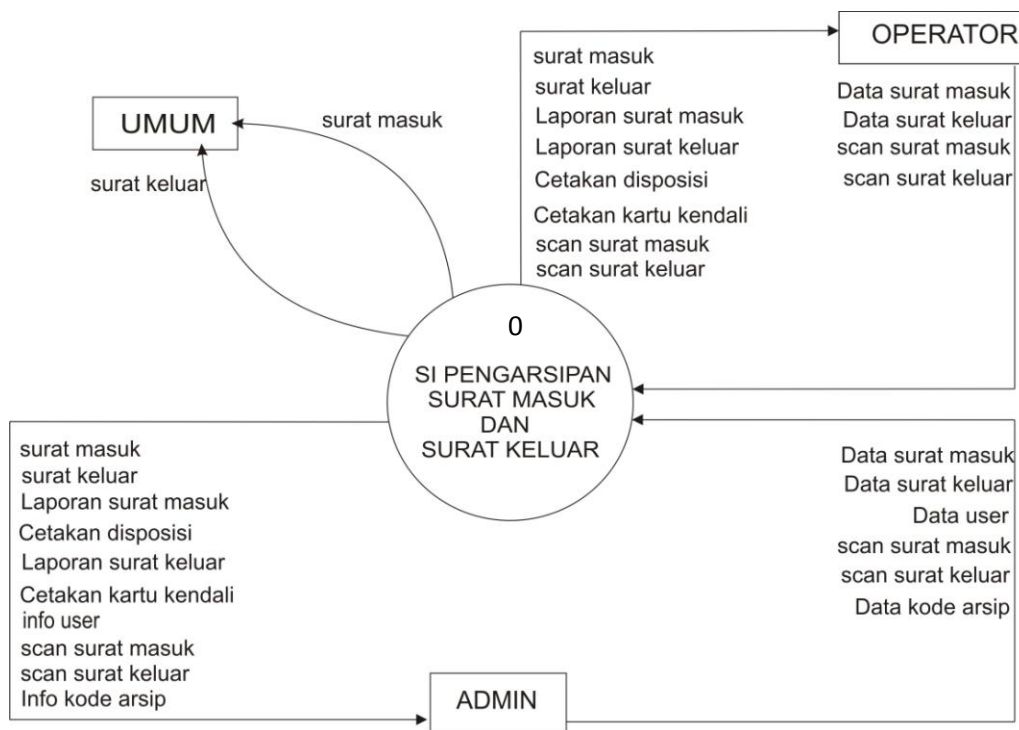 OPERATOR
surat masuk
surat keluar
Laporan surat masuk
Laporan surat keluar
Cetakan disposisi
Cetakan kartu kendali
scan surat masuk
scan surat keluar
Data surat masuk
Data surat keluar
scan surat masuk
scan surat keluar
UMUM
surat masuk
surat keluar
0
SI PENGARSIPAN
SURAT MASUK
DAN
SURAT KELUAR
surat masuk
surat keluar
Laporan surat masuk
Cetakan disposisi
Laporan surat keluar
Cetakan kartu kendali
info user
scan surat masuk
scan surat keluar
Info kode arsip
Data surat masuk
Data surat keluar
Data user
scan surat masuk
scan surat keluar
Data kode arsip
ADMIN